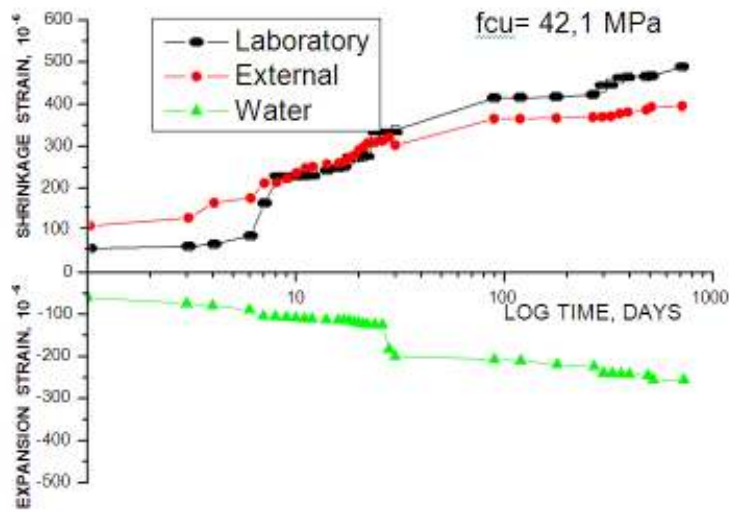 600
fcu= 42,1 MPa
Laboratory
External
Water
500
400
300
200
100
0
-100
-200
-300
-400
-500
SHRINKAGE STRAIN, 10⁻⁶
EXPANSION STRAIN, 10⁻⁶
10
100
1000
LOG TIME, DAYS